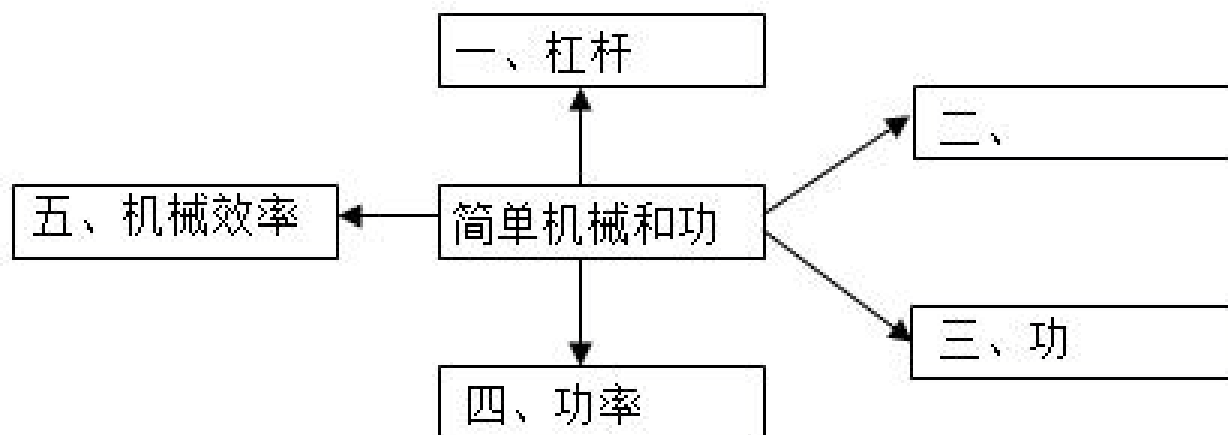 一、杠杆
二、
五、机械效率
简单机械和功
三、功
四、功率